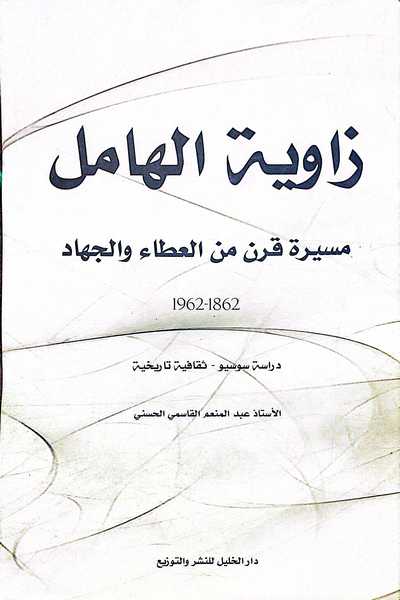 زاوية الهامل
مسيرة قرن من العطاء والجهاد
1962-1862
دراسة سوسيو - ثقافية تاريخية
الأستاذ عبد المنعم القاسمي الحسني
دار الخليل للنشر والتوزيع